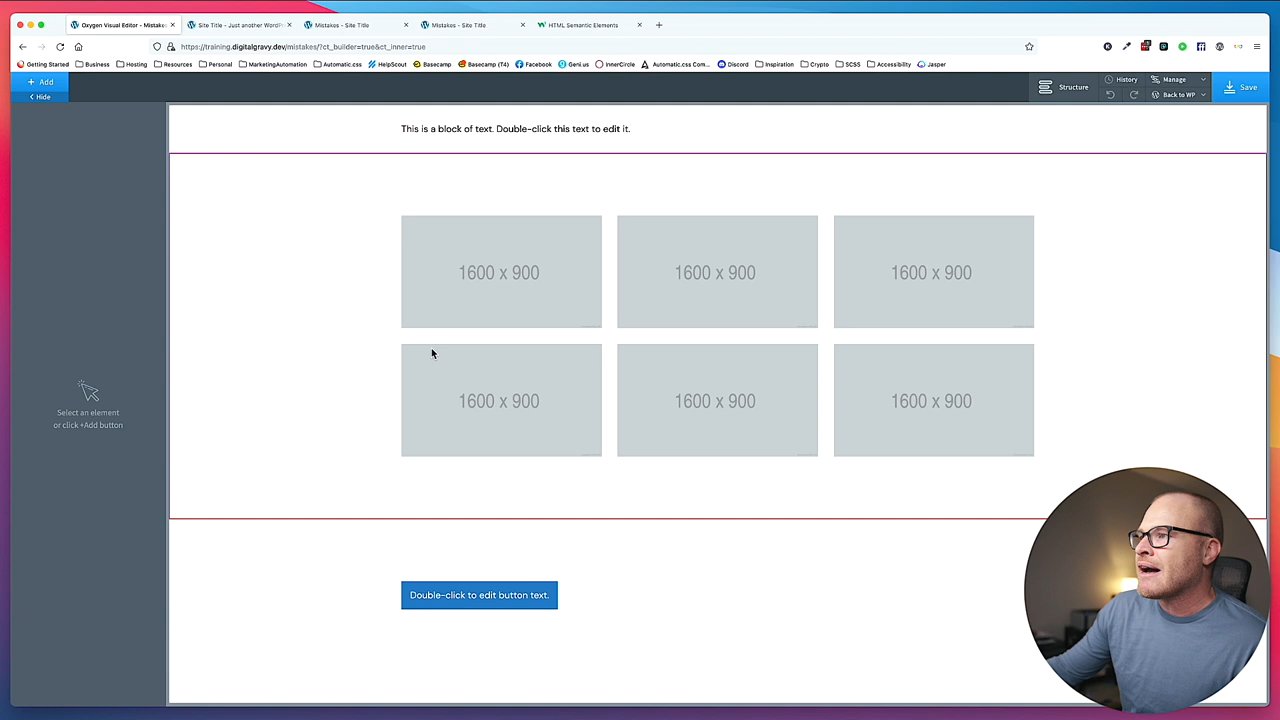 Oxygen Visual Editor - Mistake
Site Title - Just another WordPr
Mistakes - Site Title
Mistakes - Site Title
HTML Semantic Elements
https://training.digitalgravy.dev/mistakes/?ct_builder=true&ct_inner=true
Getting Started
Business
Hosting
Resources
Personal
MarketingAutomation
Automatic.css
HelpScout
Basecamp
Basecamp (T4)
Facebook
Geni.us
InnerCircle
Automatic.css Com...
Discord
Inspiration
Crypto
SCSS
Accessibility
Jasper
+ Add
< Hide
Structure
History
Manage
Back to WP
Save
This is a block of text. Double-click this text to edit it.
1600 x 900
1600 x 900
1600 x 900
1600 x 900
1600 x 900
1600 x 900
Select an element
or click +Add button
Double-click to edit button text.